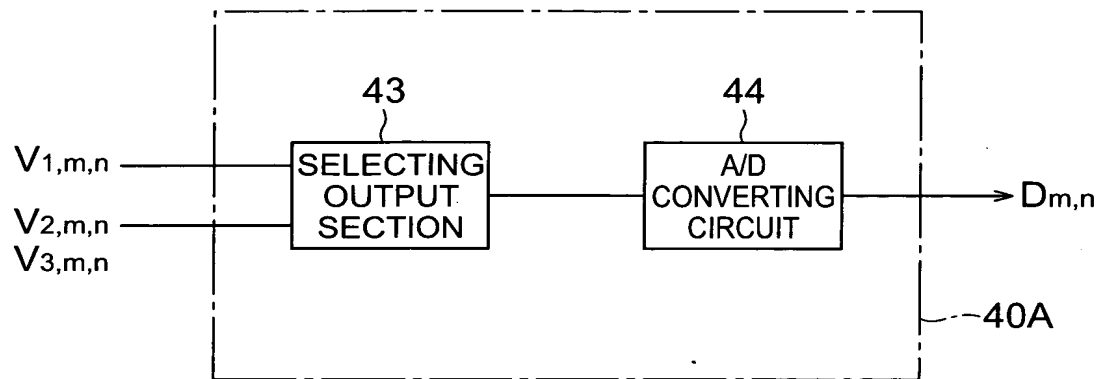 43
44
V1,m,n
V2,m,n
V3,m,n
SELECTING
OUTPUT
SECTION
A/D
CONVERTING
CIRCUIT
Dm,n
40A